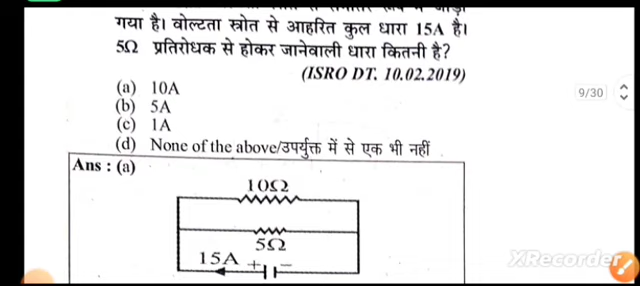 गया है। वोल्टता स्त्रोत से आहरित कुल धारा 15A है।
5Ω प्रतिरोधक से होकर जानेवाली धारा कितनी है?
(ISRO DT. 10.02.2019)
(a) 10A
(b) 5A
(c) 1A
(d) None of the above/उपर्युक्त में से एक भी नहीं
Ans : (a)
10Ω
5Ω
15A + −
9/30
XRecorder